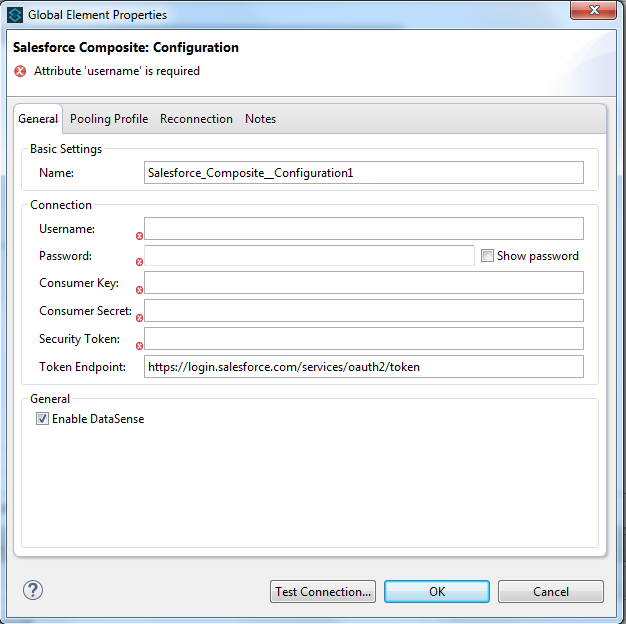 Global Element Properties
Salesforce Composite: Configuration
Attribute 'username' is required
General Pooling Profile Reconnection Notes
Basic Settings
Name: Salesforce_Composite__Configuration1
Connection
Username:
Password: Show password
Consumer Key:
Consumer Secret:
Security Token:
Token Endpoint: https://login.salesforce.com/services/oauth2/token
General
Enable DataSense
? Test Connection... OK Cancel